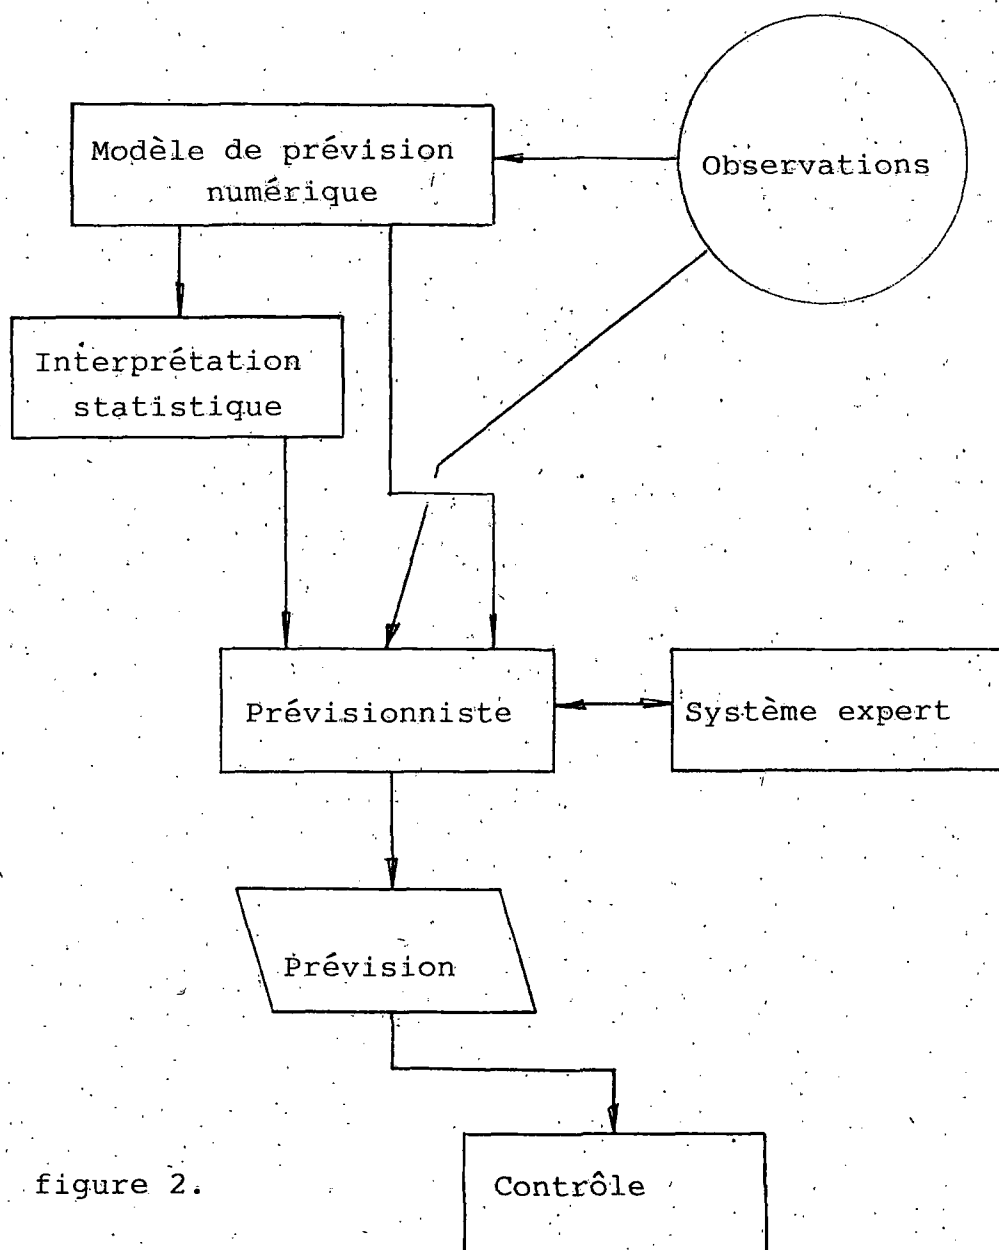 Modèle de prévision
numérique
Observations
Interprétation
statistique
Prévisionniste
Système expert
Prévision
figure 2.
Contrôle